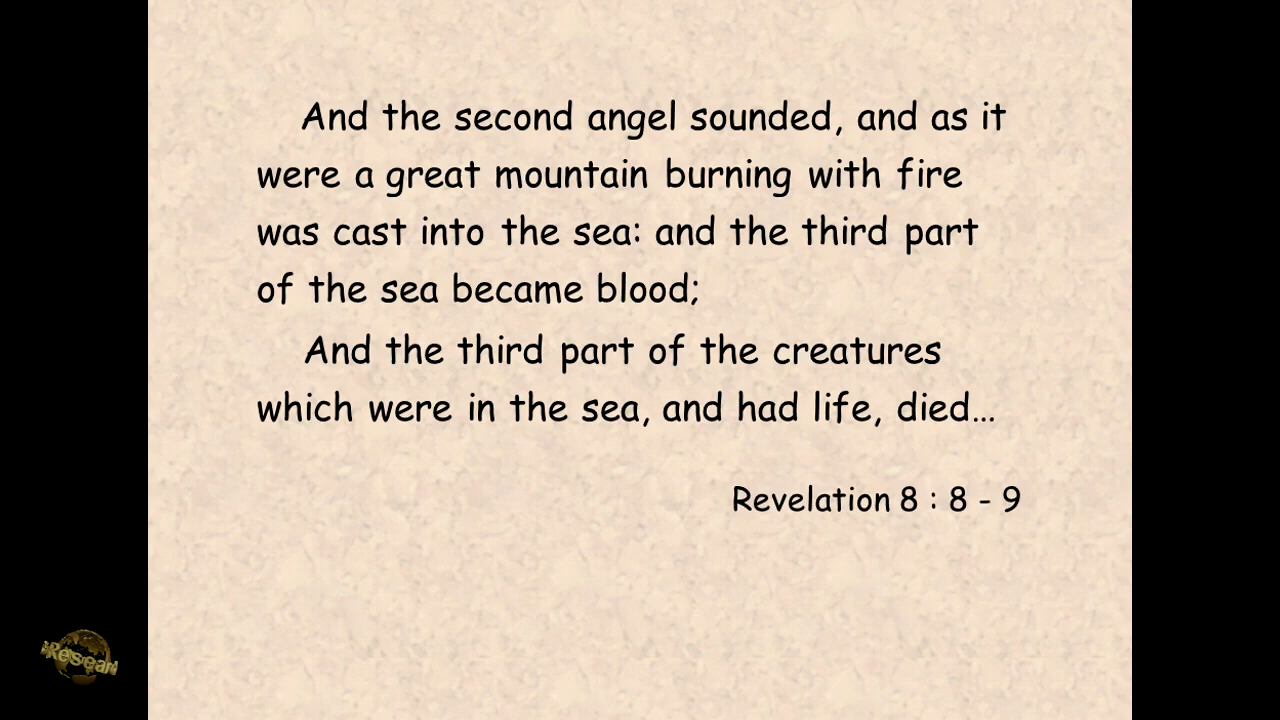 And the second angel sounded, and as it
were a great mountain burning with fire
was cast into the sea: and the third part
of the sea became blood;
And the third part of the creatures
which were in the sea, and had life, died…
Revelation 8 : 8 - 9